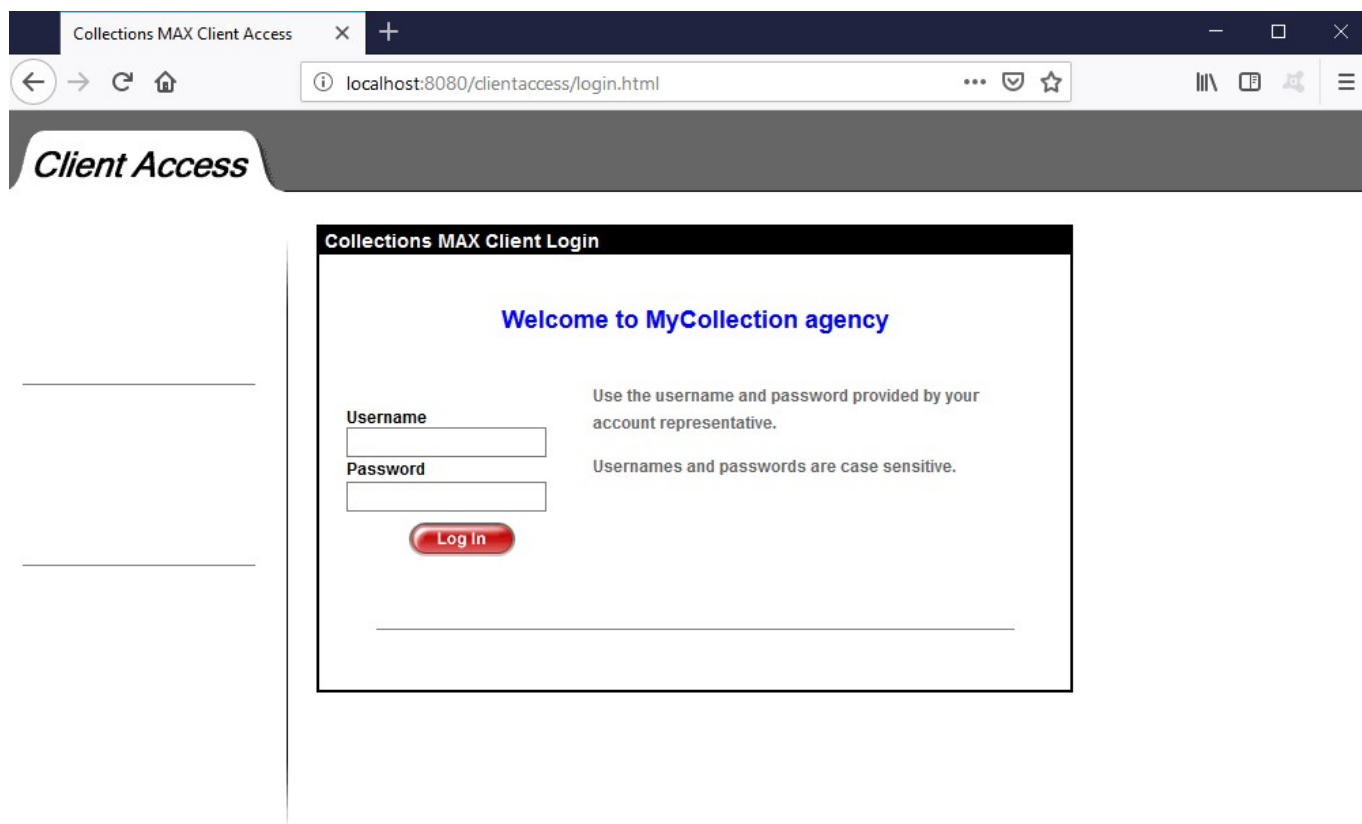 Collections MAX Client Access
localhost:8080/clientaccess/login.html
Client Access
Collections MAX Client Login
Welcome to MyCollection agency
Use the username and password provided by your
account representative.
Username
Usernames and passwords are case sensitive.
Password
Log In